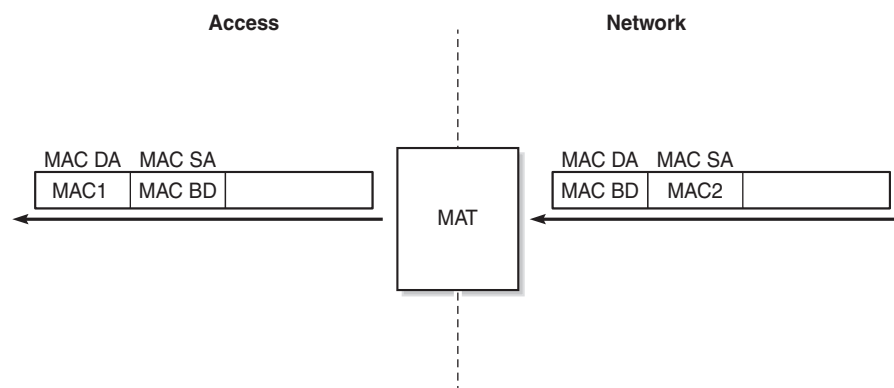 Access Network
MAC DA MAC SA MAC DA MAC SA
MAC1 MAC BD MAC BD MAC2
MAT